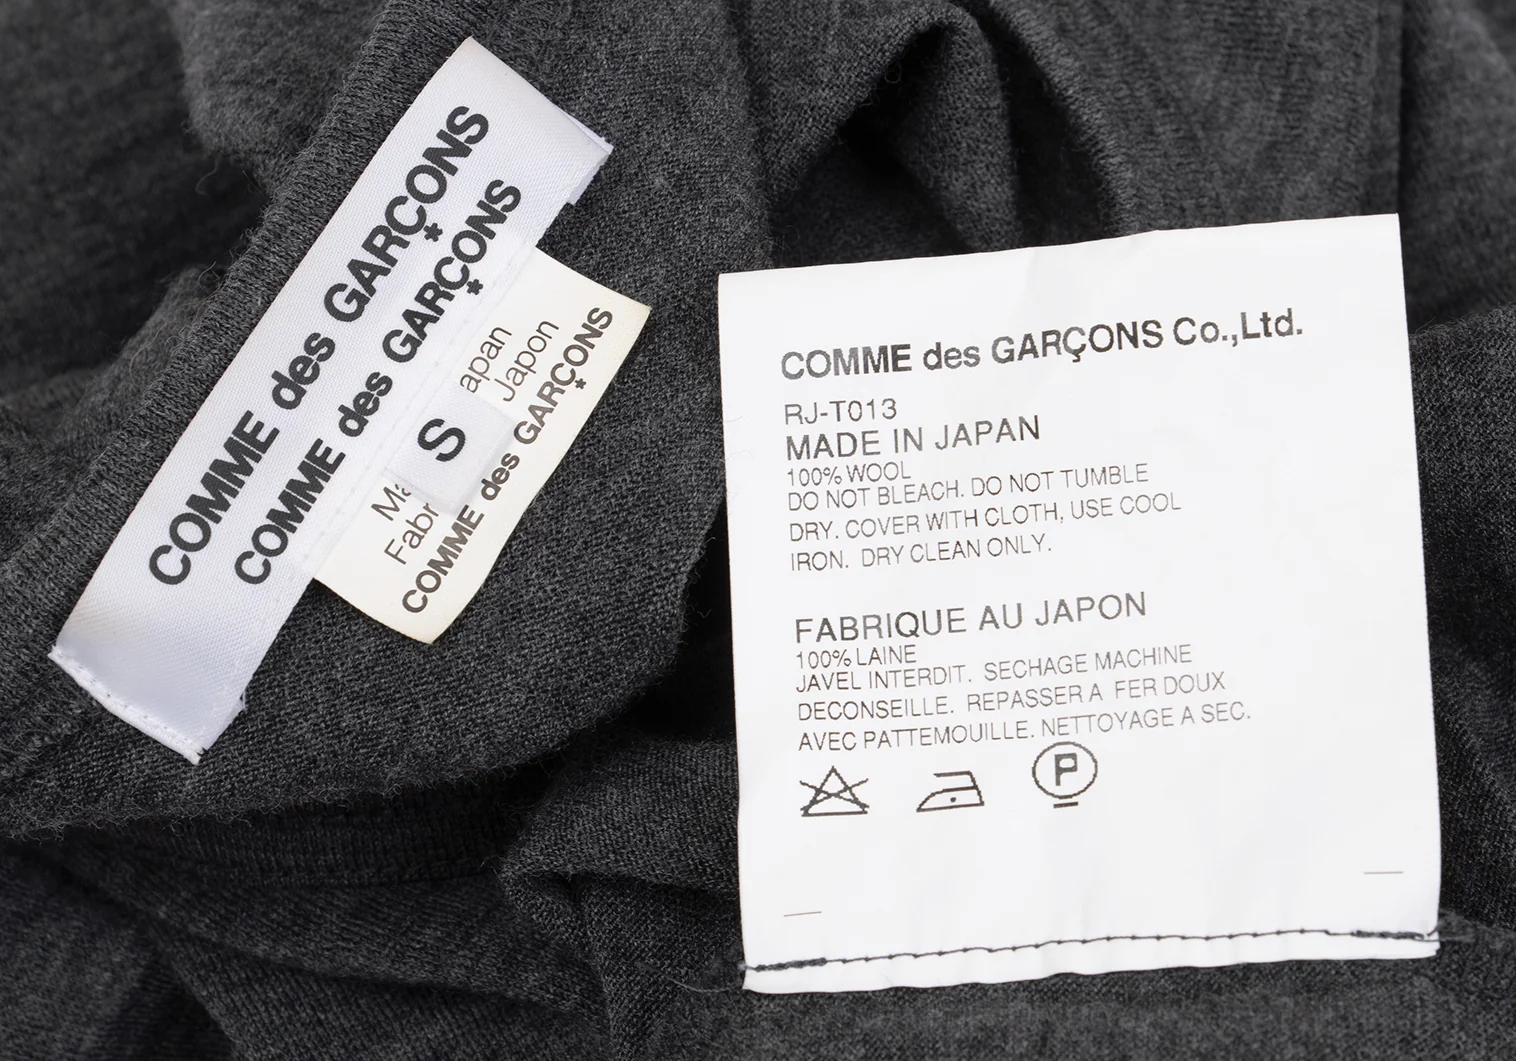 COMME des GARÇONS
COMME des GARÇONS
apan
Japon
S
Fabr
COMME des GARÇONS
COMME des GARÇONS Co.,Ltd.
RJ-T013
MADE IN JAPAN
100% WOOL
DO NOT BLEACH. DO NOT TUMBLE
DRY. COVER WITH CLOTH, USE COOL
IRON. DRY CLEAN ONLY.
FABRIQUE AU JAPON
100% LAINE
JAVEL INTERDIT. SECHAGE MACHINE
DECONSEILLE. REPASSER A FER DOUX
AVEC PATTEMOUILLE. NETTOYAGE A SEC.
P